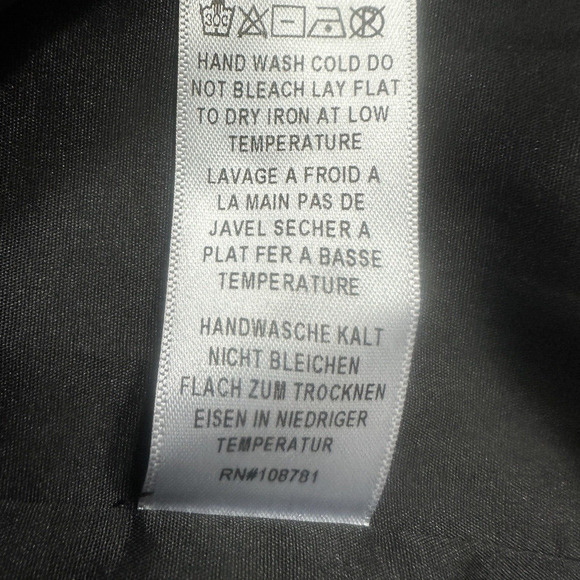 30C
HAND WASH COLD DO
NOT BLEACH LAY FLAT
TO DRY IRON AT LOW
TEMPERATURE
LAVAGE A FROID A
LA MAIN PAS DE
JAVEL SECHER A
PLAT FER A BASSE
TEMPERATURE
HANDWASCHE KALT
NICHT BLEICHEN
FLACH ZUM TROCKNEN
EISEN IN NIEDRIGER
TEMPERATUR
RN#108781